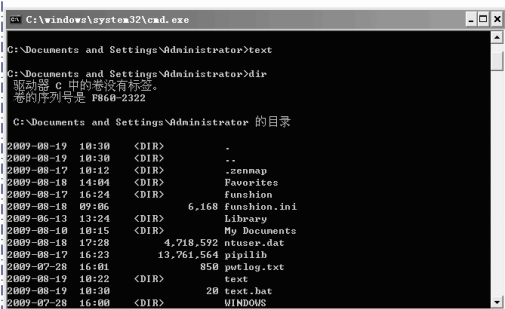 C:\windows\system32\cmd.exe
C:\Documents and Settings\Administrator>text
C:\Documents and Settings\Administrator>dir
驱动器 C 中的卷没有标签。
卷的序列号是 F860-2322
C:\Documents and Settings\Administrator 的目录
2009-08-19 10:30 <DIR> .
2009-08-19 10:30 <DIR> ..
2009-08-17 10:12 <DIR> .zenmap
2009-08-18 14:04 <DIR> Favorites
2009-08-17 16:24 <DIR> funshion
2009-08-18 09:06 6,168 funshion.ini
2009-06-13 13:24 <DIR> Library
2009-08-10 10:15 <DIR> My Documents
2009-08-18 17:28 4,718,592 ntuser.dat
2009-08-17 16:23 13,761,564 pipilib
2009-07-28 16:01 850 pwtlog.txt
2009-08-19 10:22 <DIR> text
2009-08-19 10:30 20 text.bat
2009-07-28 16:00 <DIR> WINDOWS